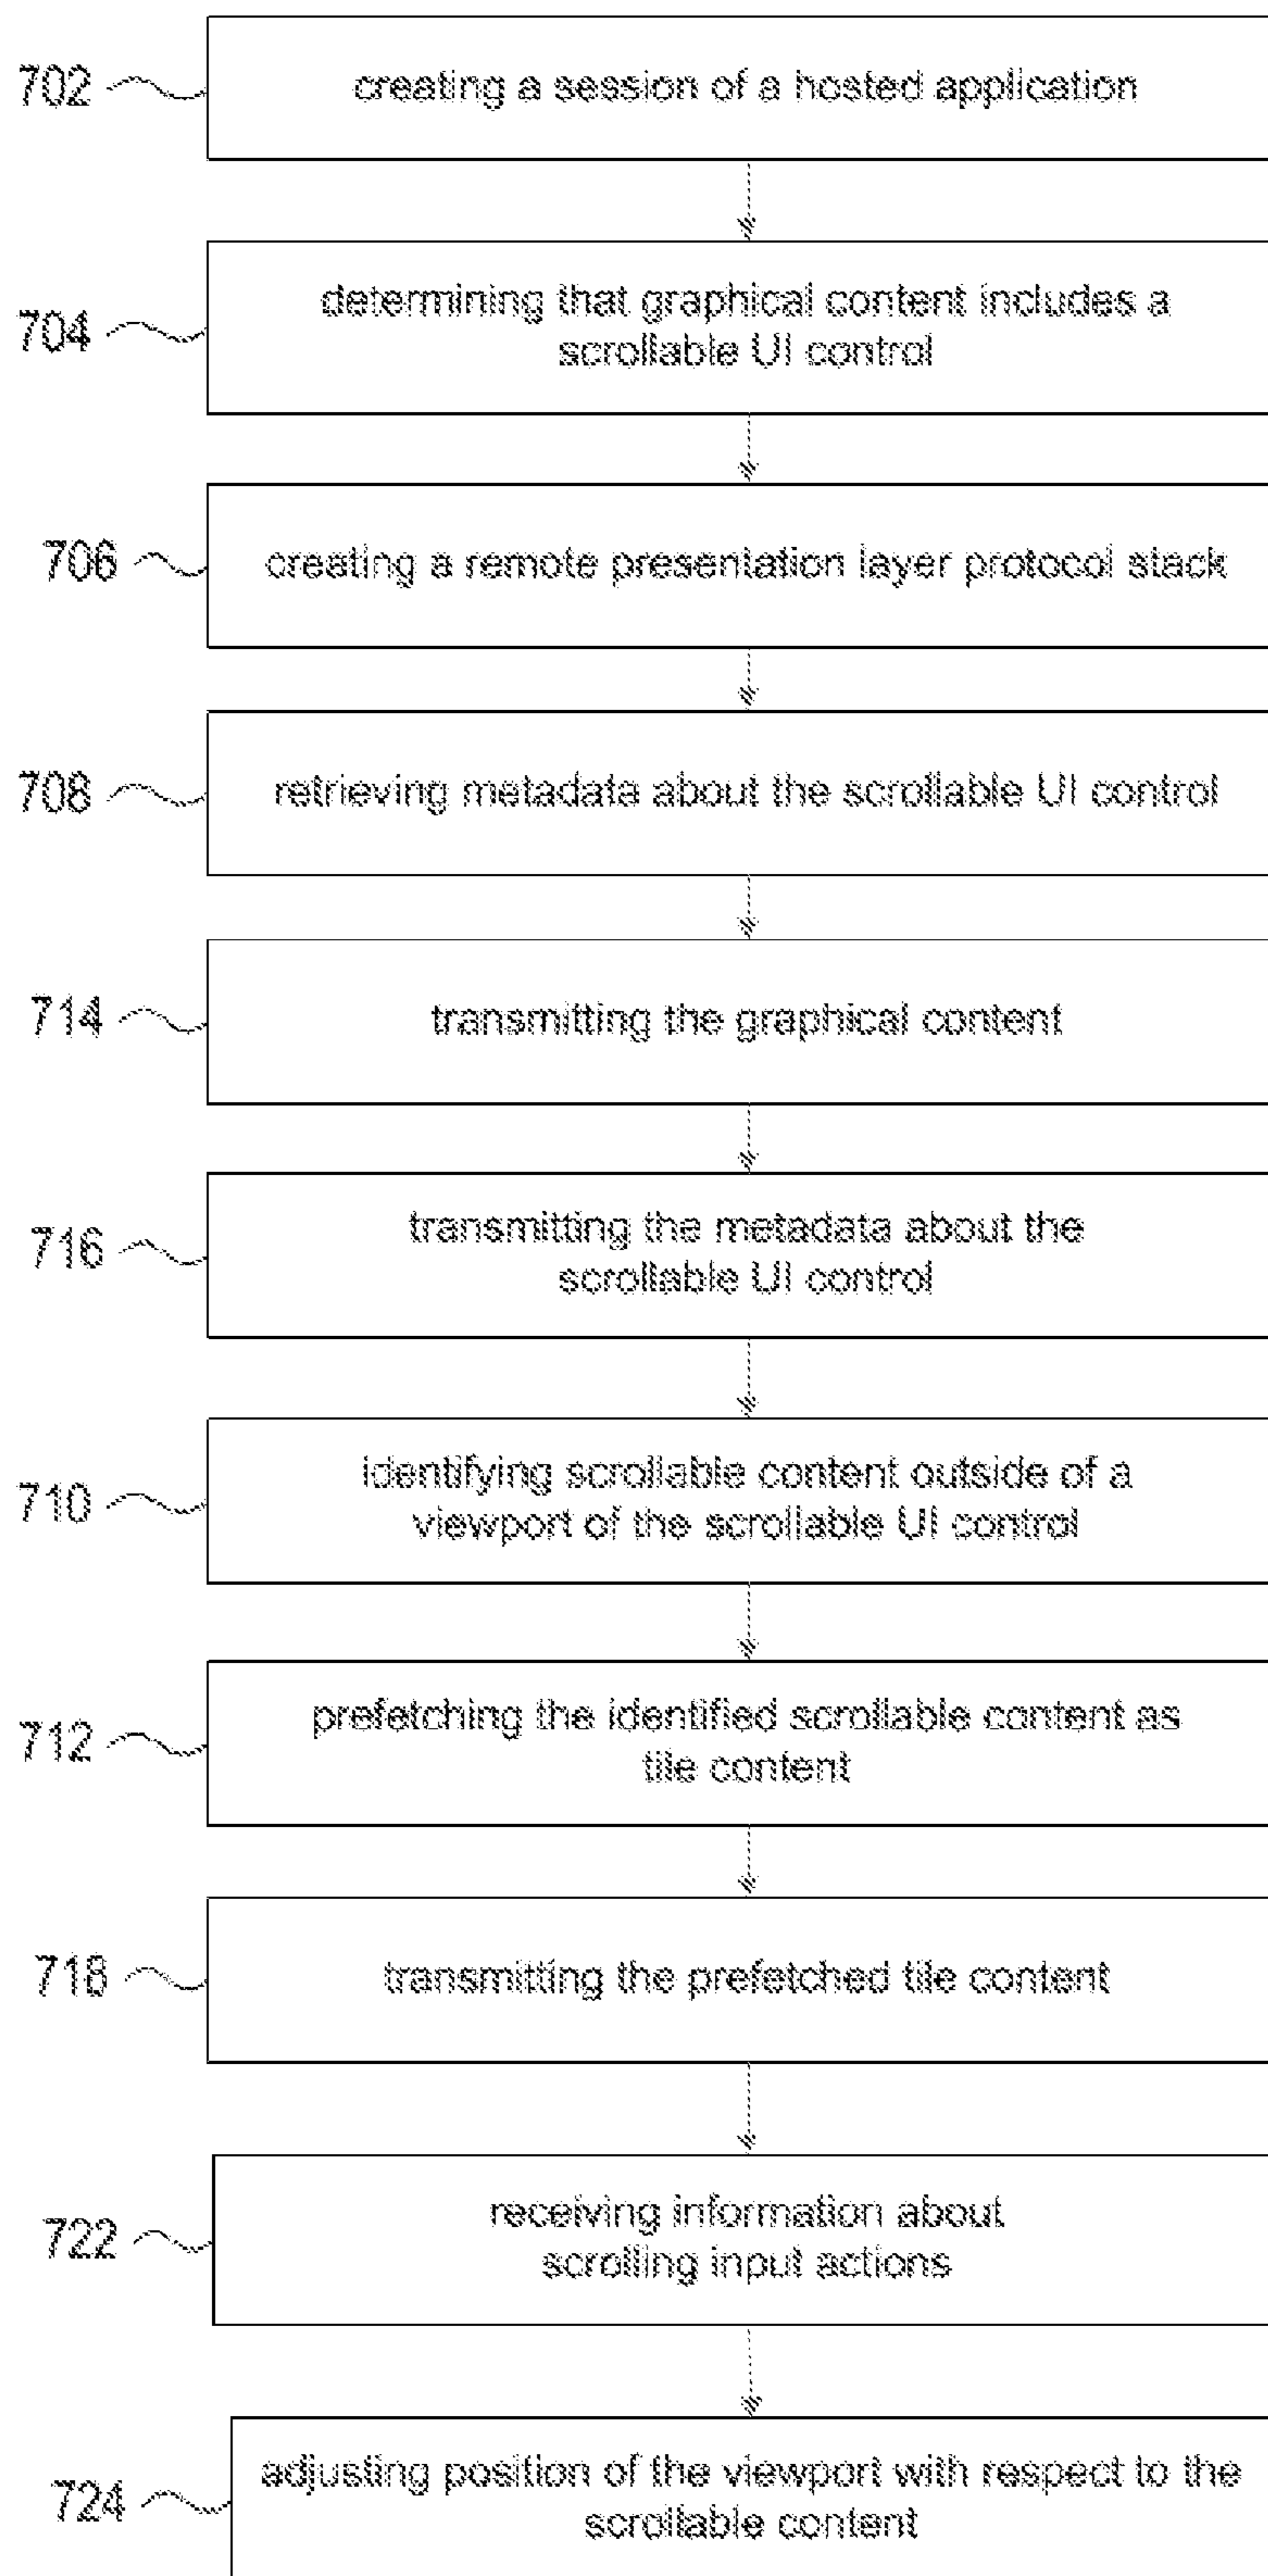 702
creating a session of a hosted application
704
determining that graphical content includes a
scrollable UI control
706
creating a remote presentation layer protocol stack
708
retrieving metadata about the scrollable UI control
714
transmitting the graphical content
716
transmitting the metadata about the
scrollable UI control
710
identifying scrollable content outside of a
viewport of the scrollable UI control
712
prefetching the identified scrollable content as
tile content
718
transmitting the prefetched tile content
722
receiving information about
scrolling input actions
724
adjusting position of the viewport with respect to the
scrollable content